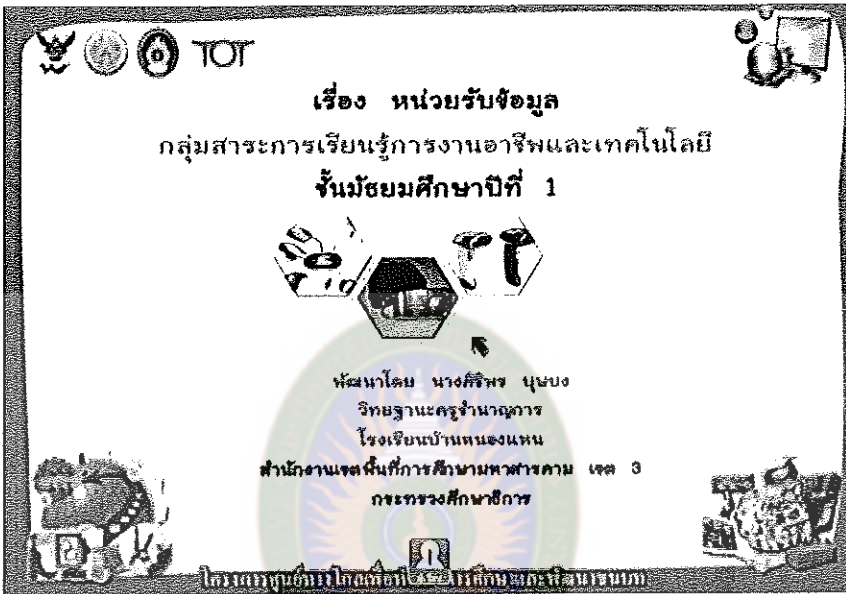 TOT
เรื่อง หน่วยรับข้อมูล
กลุ่มสาระการเรียนรู้การงานอาชีพและเทคโนโลยี
ชั้นมัธยมศึกษาปีที่ 1
พัฒนาโดย นางศิริพร บุษบง
วิทยฐานะครูชำนาญการ
โรงเรียนบ้านหนองแหน
สำนักงานเขตพื้นที่การศึกษามหาสารคาม เขต 3
กระทรวงศึกษาธิการ